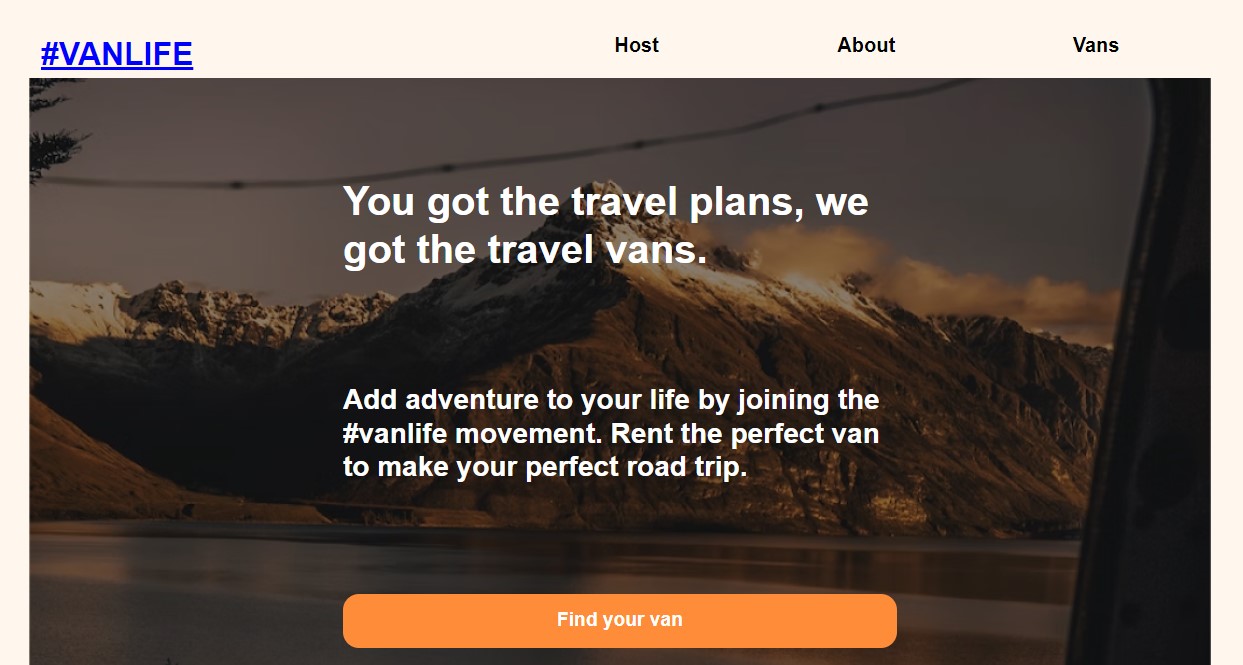 #VANLIFE
Host
About
Vans
You got the travel plans, we
got the travel vans.
Add adventure to your life by joining the
#vanlife movement. Rent the perfect van
to make your perfect road trip.
Find your van